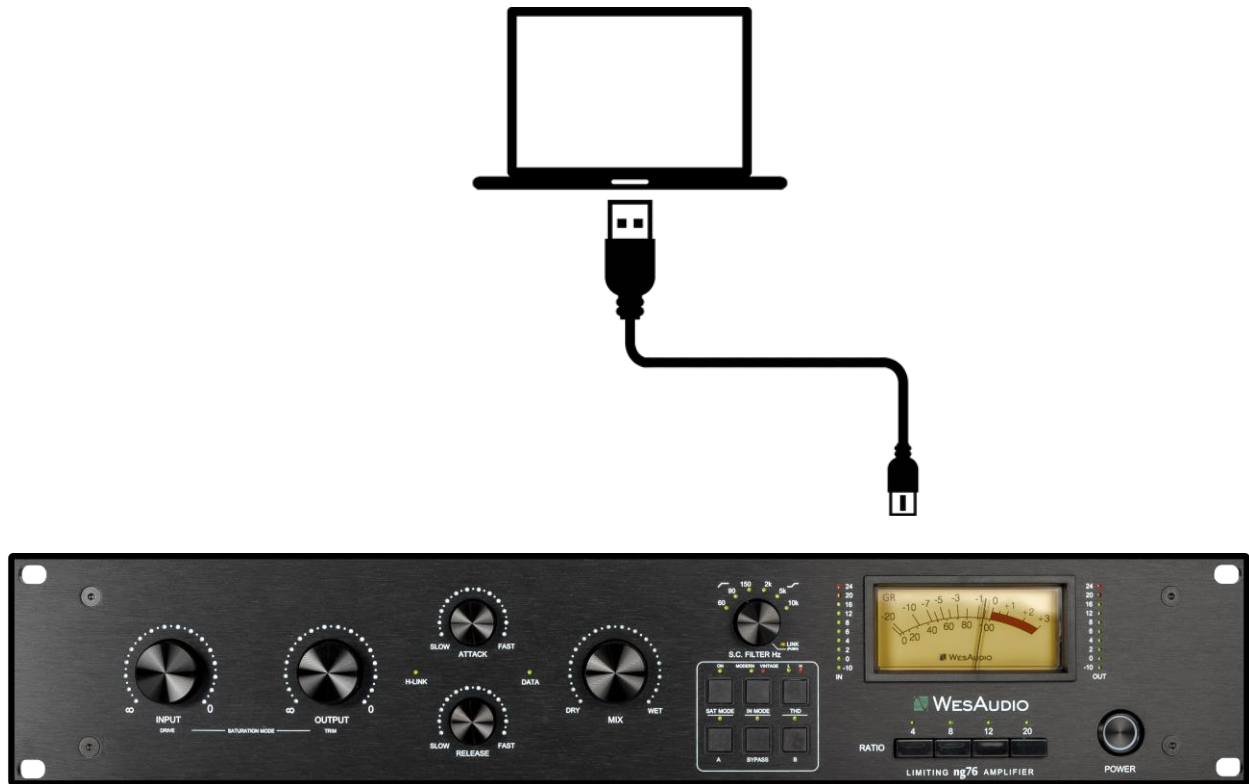 8 INPUT 0
DRIVE
SATURATION MODE
8 OUTPUT 0
TRIM
SLOW ATTACK FAST
H-LINK
DATA
SLOW RELEASE FAST
DRY MIX WET
60 90 150 2k 5k 10k
LINK
S.C. FILTER Hz
ON MODERN VINTAGE L H
SAT MODE IN MODE THD
A BYPASS B
24
20
16
12
8
6
4
2
0
-10
IN
GR
-20 -10 -7 -5 -3 -1 0 +1 +2 +3
0 20 40 60 80 100
WESAUDIO
24
20
16
12
8
6
4
2
0
-10
OUT
WESAUDIO
4 8 12 20
RATIO
LIMITING ng76 AMPLIFIER
POWER